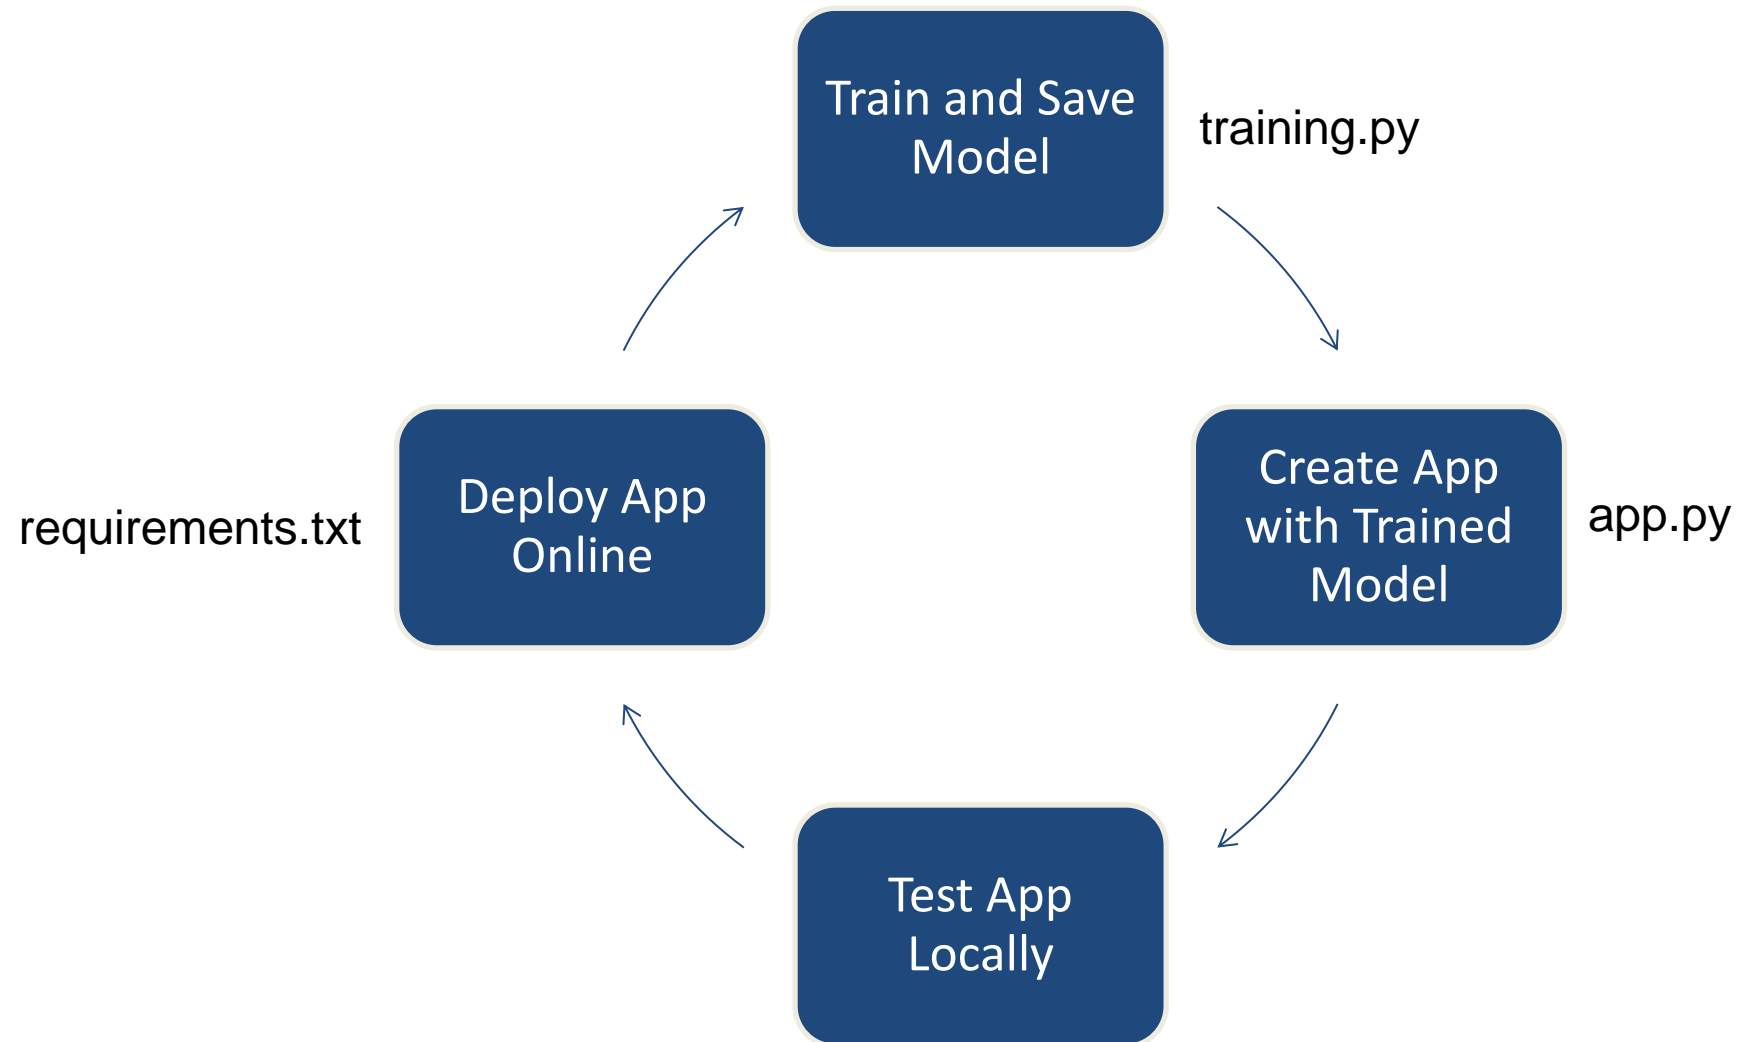 Train and Save
Model
training.py
Create App
with Trained
Model
app.py
Test App
Locally
Deploy App
Online
requirements.txt